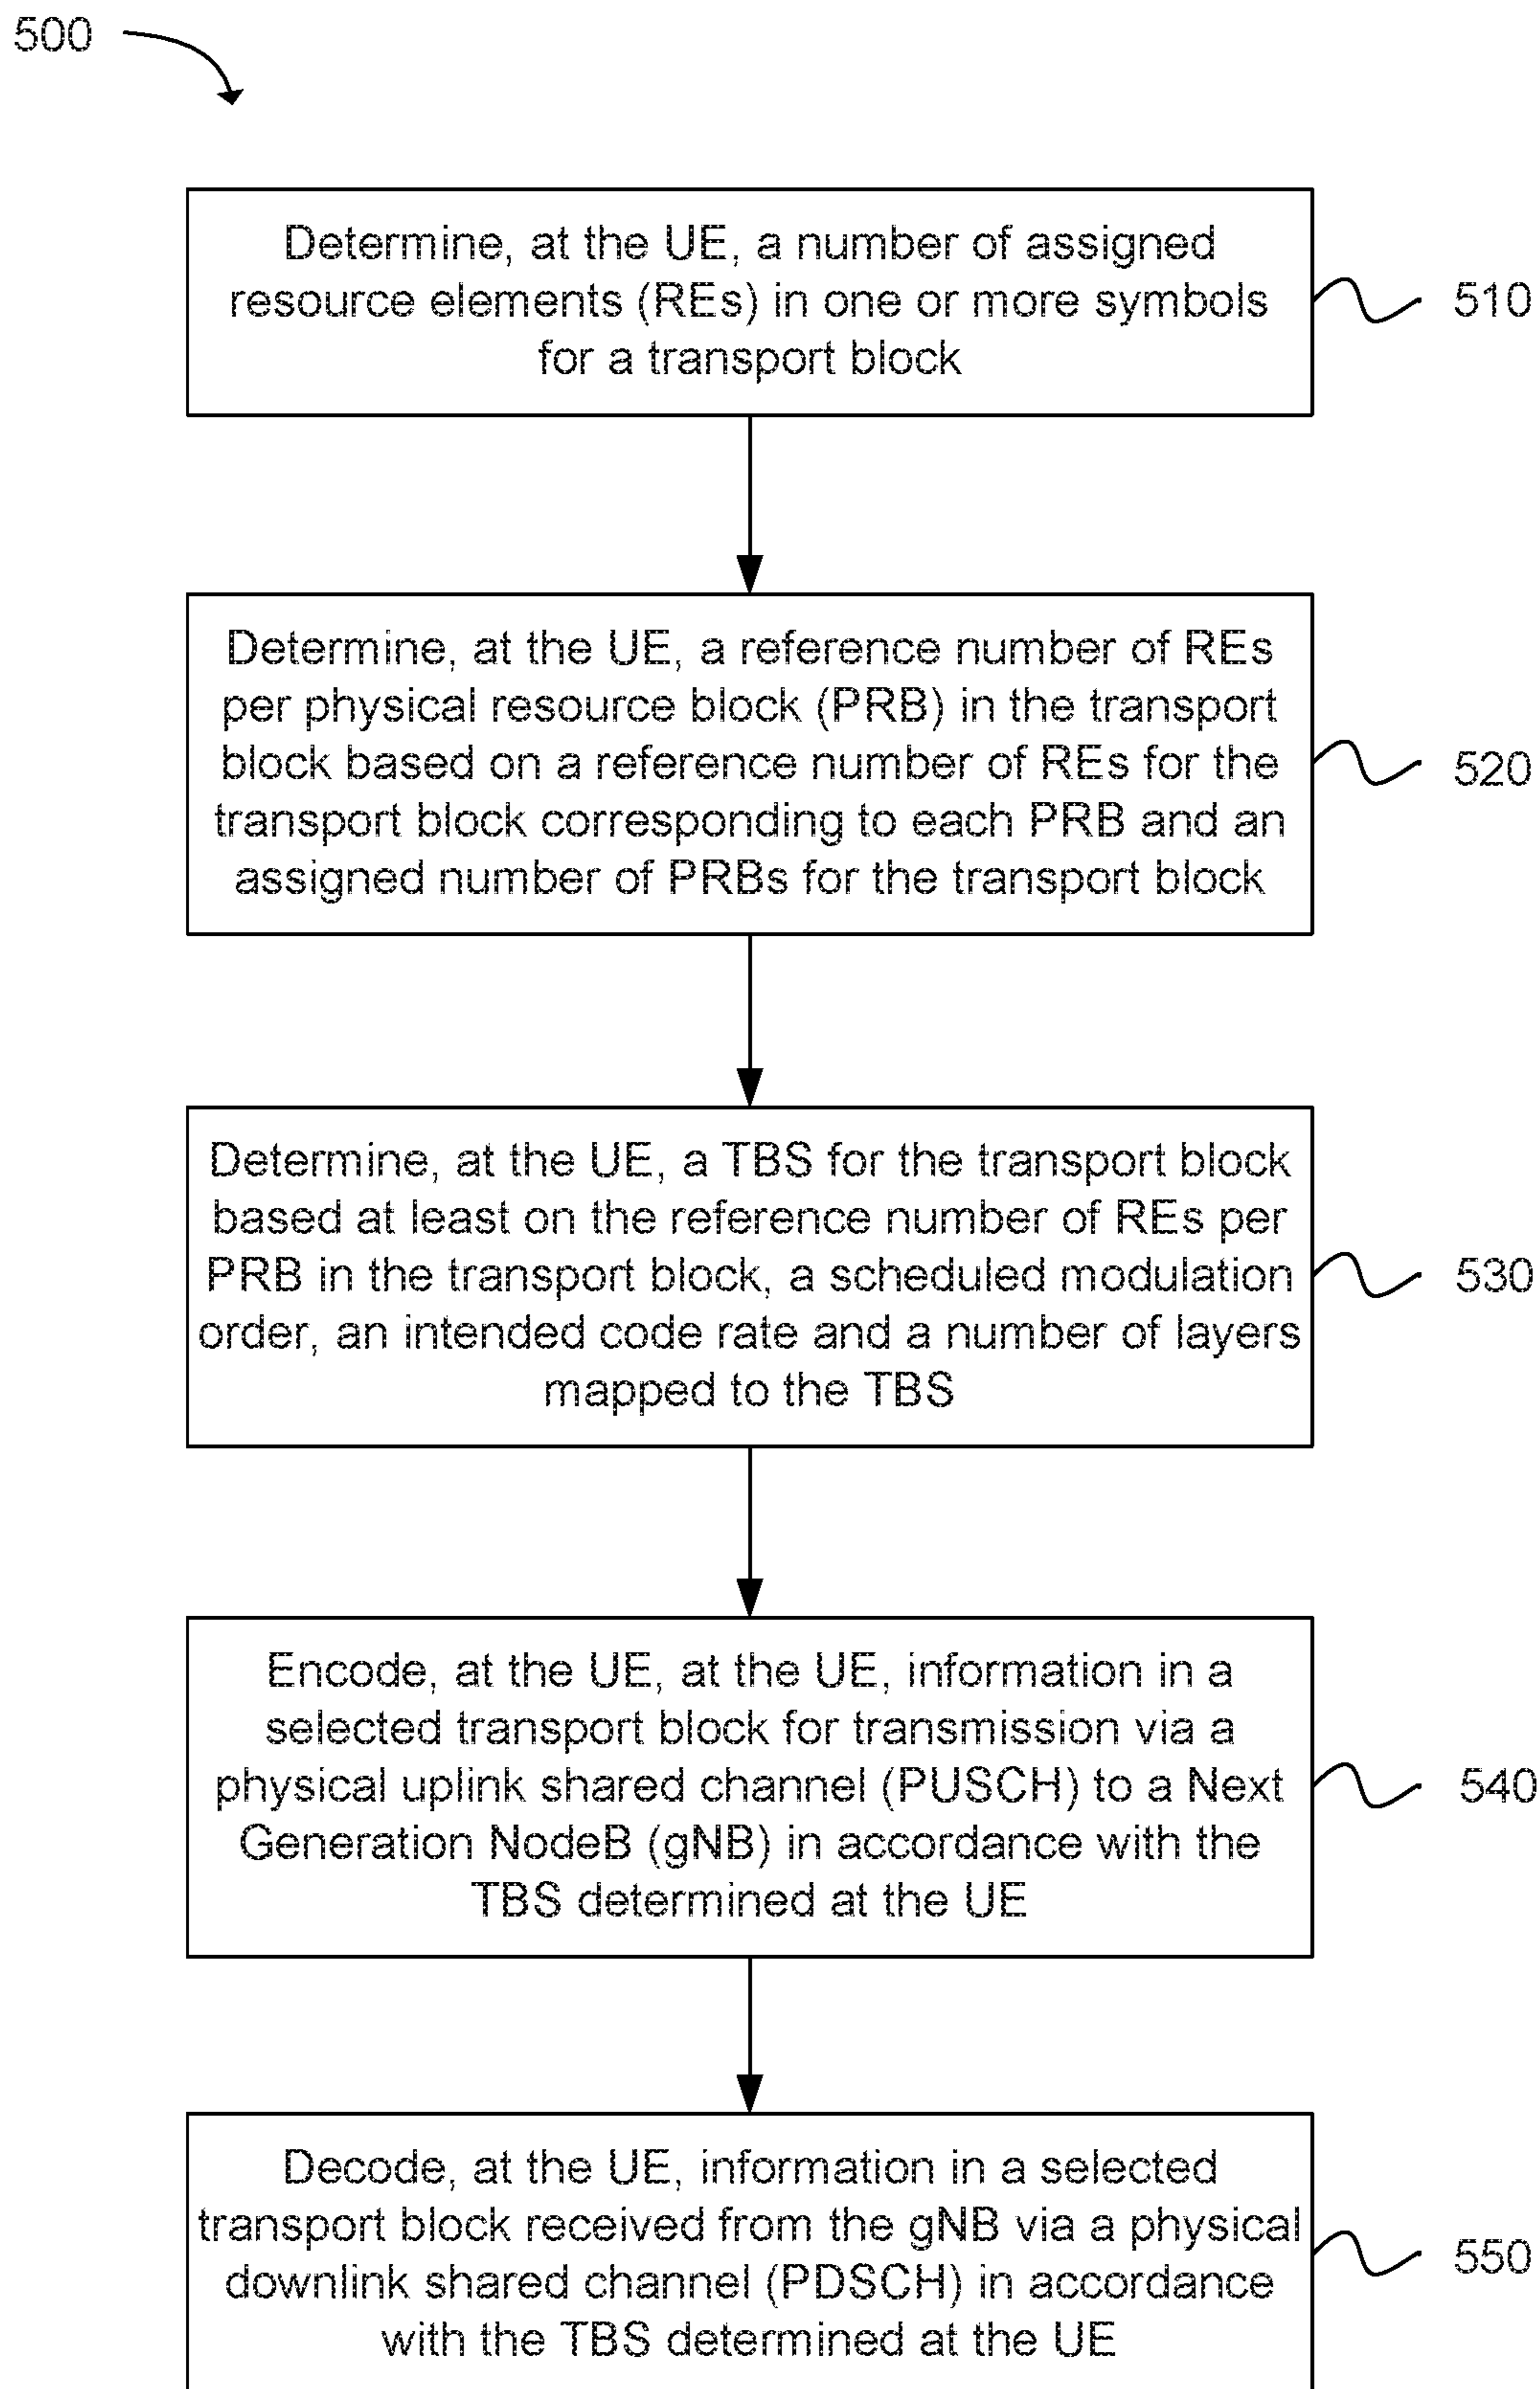 500
Determine, at the UE, a number of assigned
resource elements (REs) in one or more symbols
for a transport block
510
Determine, at the UE, a reference number of REs
per physical resource block (PRB) in the transport
block based on a reference number of REs for the
transport block corresponding to each PRB and an
assigned number of PRBs for the transport block
520
Determine, at the UE, a TBS for the transport block
based at least on the reference number of REs per
PRB in the transport block, a scheduled modulation
order, an intended code rate and a number of layers
mapped to the TBS
530
Encode, at the UE, at the UE, information in a
selected transport block for transmission via a
physical uplink shared channel (PUSCH) to a Next
Generation NodeB (gNB) in accordance with the
TBS determined at the UE
540
Decode, at the UE, information in a selected
transport block received from the gNB via a physical
downlink shared channel (PDSCH) in accordance
with the TBS determined at the UE
550